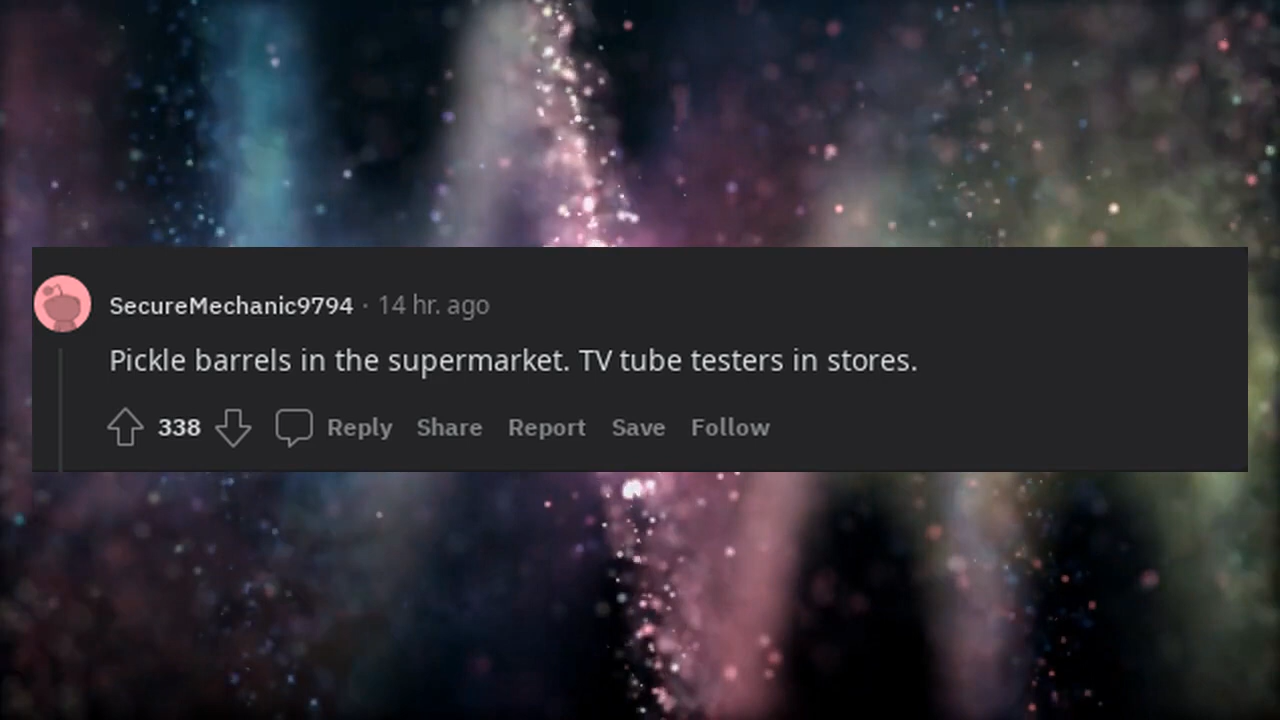 SecureMechanic9794 · 14 hr. ago
Pickle barrels in the supermarket. TV tube testers in stores.
338 Reply Share Report Save Follow